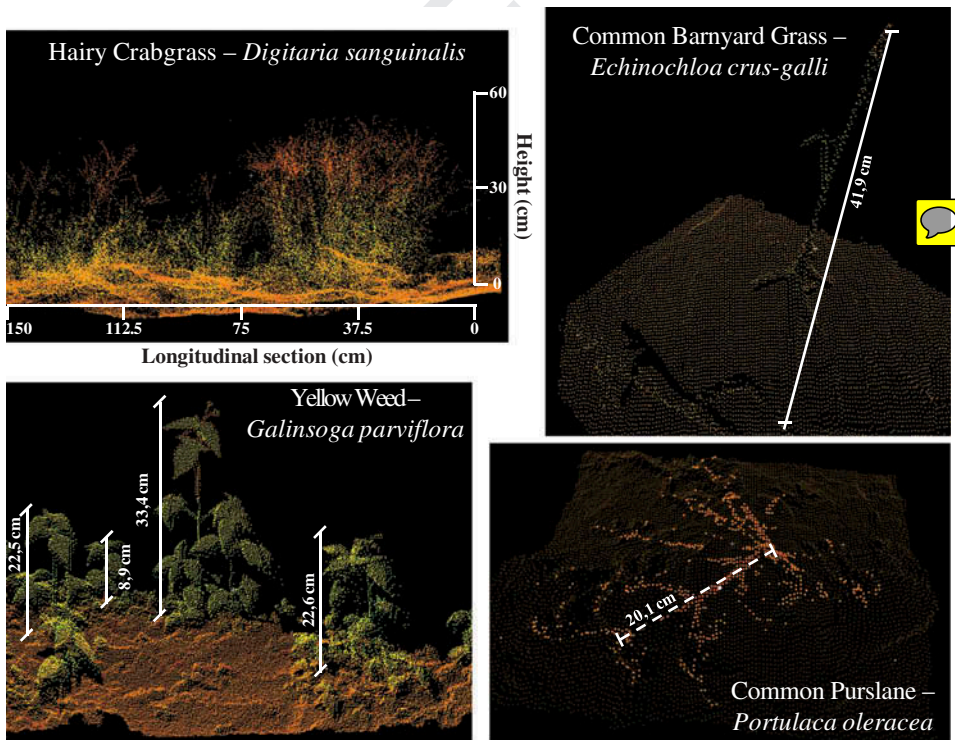 Hairy Crabgrass – Digitaria sanguinalis
60
30
0
Height (cm)
150 112.5 75 37.5 0
Longitudinal section (cm)
Common Barnyard Grass –
Echinochloa crus-galli
41,9 cm
Yellow Weed–
Galinsoga parviflora
22,5 cm
8,9 cm
33,4 cm
22,6 cm
20,1 cm
Common Purslane –
Portulaca oleracea